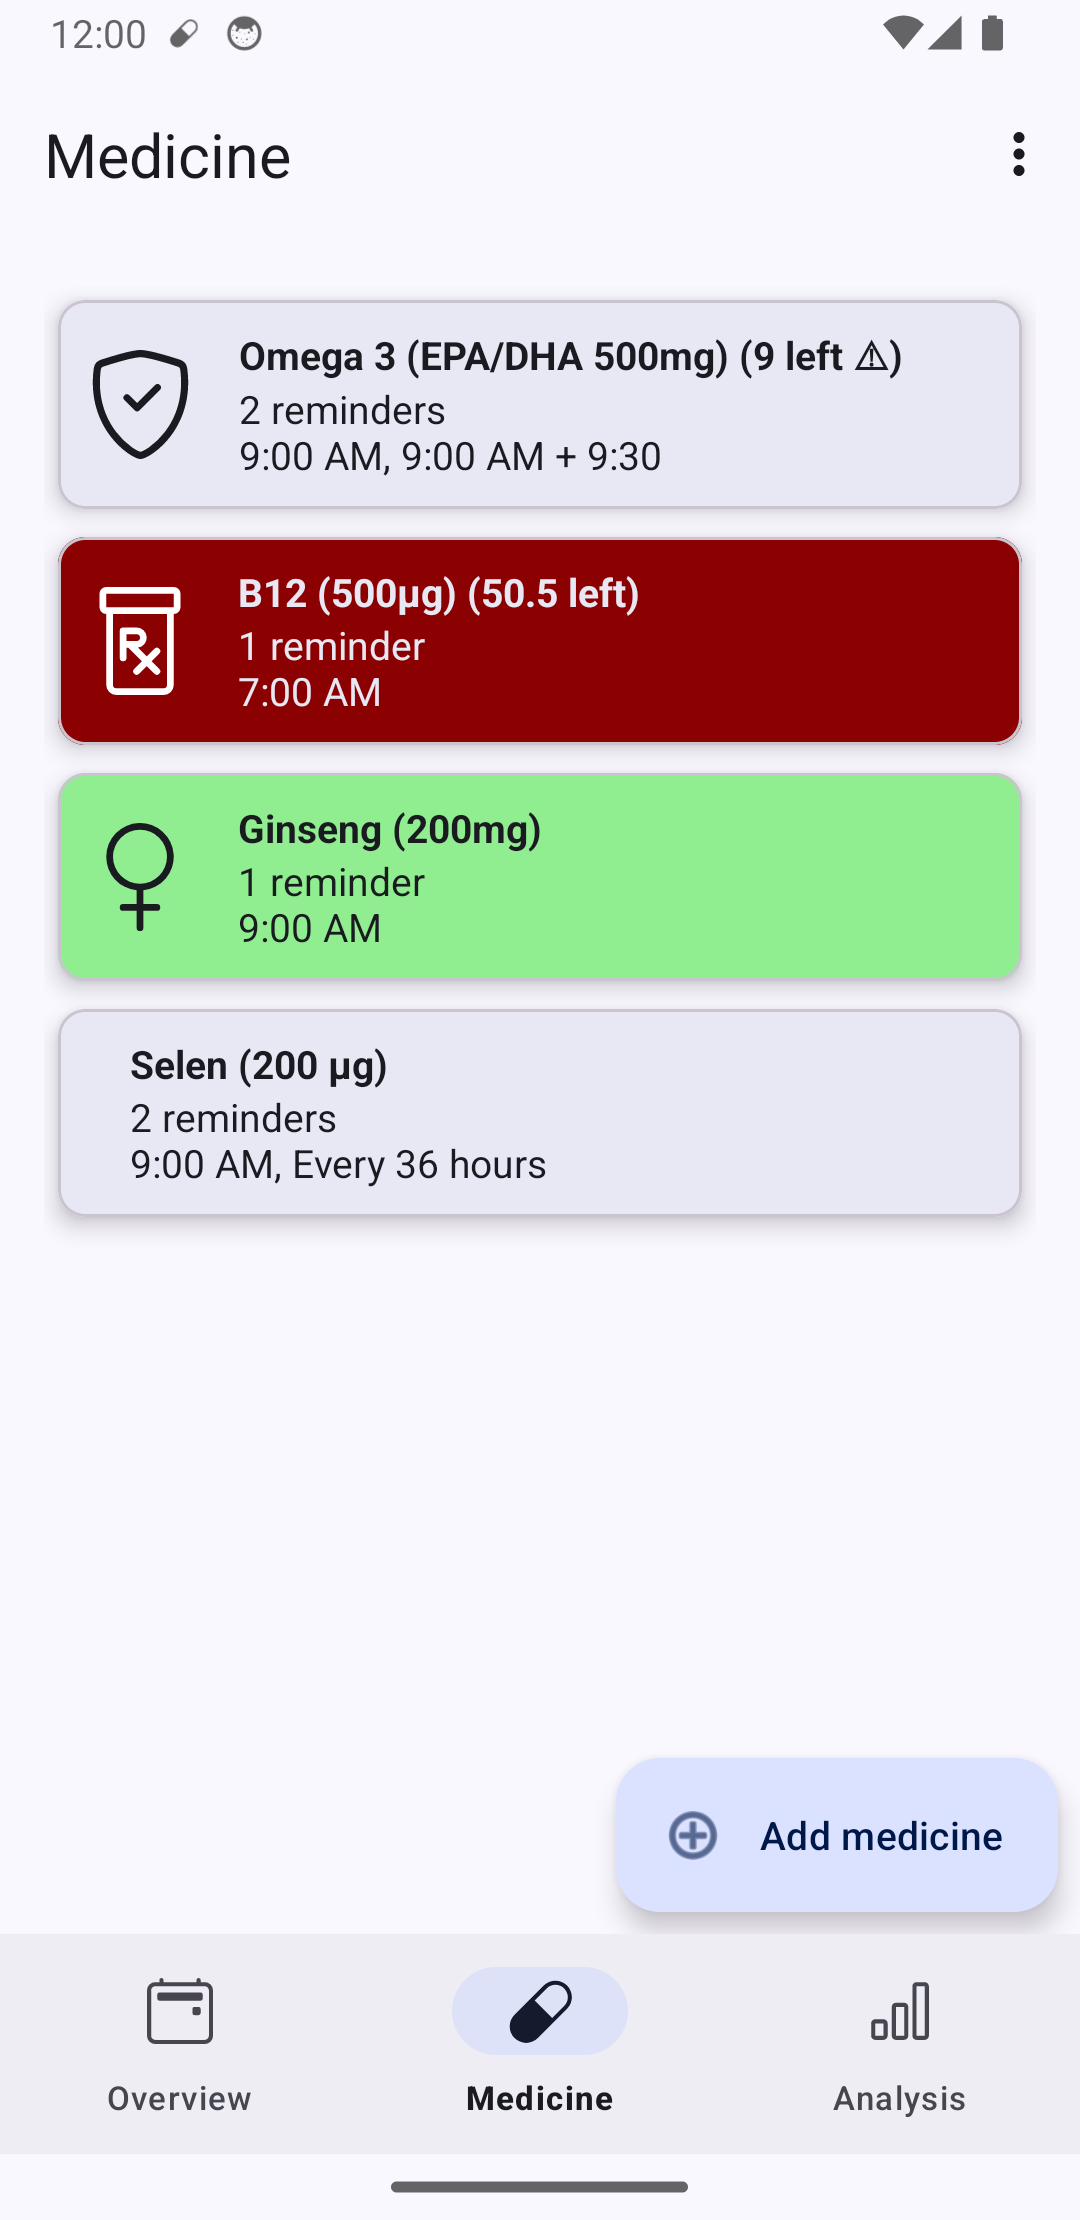 12:00
Medicine
Omega 3 (EPA/DHA 500mg) (9 left ⚠)
2 reminders
9:00 AM, 9:00 AM + 9:30
B12 (500µg) (50.5 left)
1 reminder
7:00 AM
Ginseng (200mg)
1 reminder
9:00 AM
Selen (200 µg)
2 reminders
9:00 AM, Every 36 hours
Add medicine
Overview
Medicine
Analysis